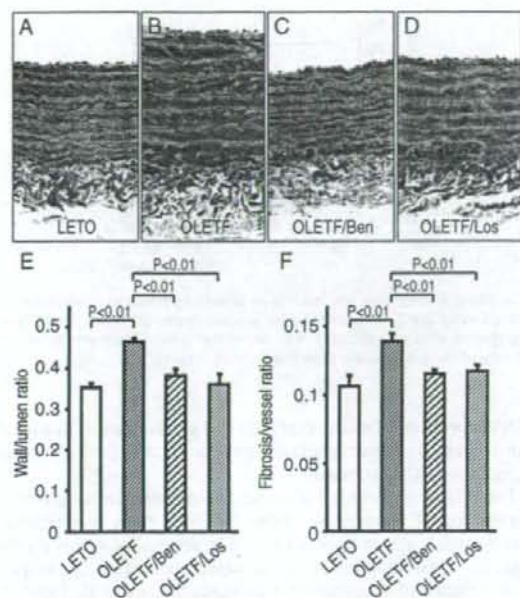 A B C D
LETO OLETF OLETF/Ben OLETF/Los
E F
P<0.01 P<0.01
P<0.01 P<0.01
P<0.01 P<0.01
Wall/lumen ratio
0.5
0.4
0.3
0.2
0.1
0
LETO OLETF OLETF/Ben OLETF/Los
Fibrosis/vessel ratio
0.15
0.1
0.05
0
LETO OLETF OLETF/Ben OLETF/Los